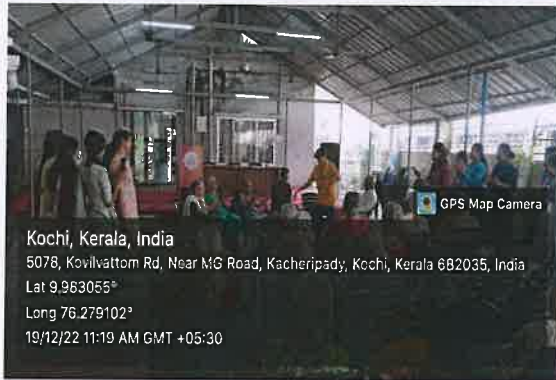 GPS Map Camera
Kochi, Kerala, India
5078, Kovilvattom Rd, Near MG Road, Kacheripady, Kochi, Kerala 682035, India
Lat 9.983055°
Long 76.279102°
19/12/22 11:19 AM GMT +05:30